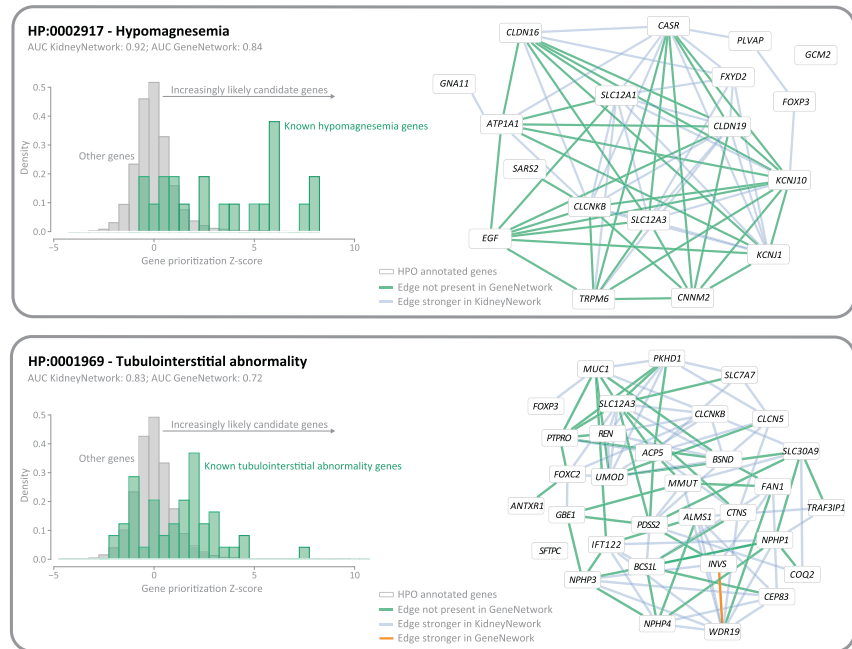 HP:0002917 - Hypomagnesemia
AUC KidneyNetwork: 0.92; AUC GeneNetwork: 0.84
Increasingly likely candidate genes
Known hypomagnesemia genes
Other genes
Density
0.5
0.4
0.3
0.2
0.1
0.0
−5
0
5
10
Gene prioritization Z-score
HPO annotated genes
Edge not present in GeneNetwork
Edge stronger in KidneyNework
CLDN16
CASR
PLVAP
GCM2
GNA11
FXYD2
SLC12A1
FOXP3
ATP1A1
CLDN19
SARS2
KCNJ10
CLCNKB
SLC12A3
EGF
KCNJ1
TRPM6
CNNM2
HP:0001969 - Tubulointerstitial abnormality
AUC KidneyNetwork: 0.83; AUC GeneNetwork: 0.72
Increasingly likely candidate genes
Other genes
Known tubulointerstitial abnormality genes
Density
0.5
0.4
0.3
0.2
0.1
0.0
−5
0
5
10
Gene prioritization Z-score
HPO annotated genes
Edge not present in GeneNetwork
Edge stronger in KidneyNework
Edge stronger in GeneNework
MUC1
PKHD1
SLC7A7
FOXP3
SLC12A3
CLCNKB
CLCN5
PTPRO
REN
ACP5
BSND
SLC30A9
FOXC2
UMOD
MMUT
FAN1
ANTXR1
GBE1
PDSS2
ALMS1
CTNS
TRAF3IP1
SFTPC
IFT122
NPHP1
BCS1L
INVS
COQ2
NPHP3
CEP83
NPHP4
WDR19